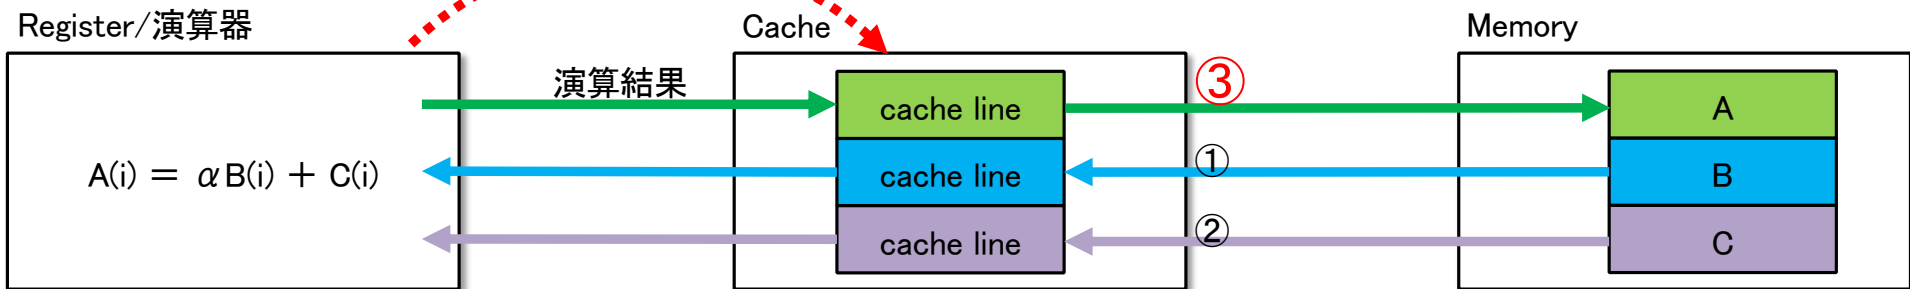 Register/演算器
Cache
Memory
演算結果
③
cache line
A
A(i) = αB(i) + C(i)
cache line
①
B
cache line
②
C